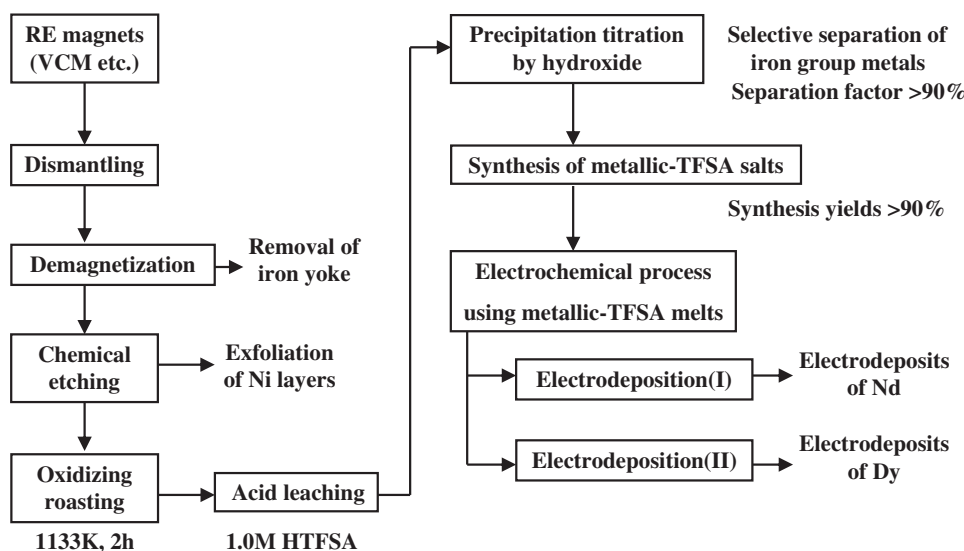 RE magnets
(VCM etc.)
Dismantling
Demagnetization
Removal of
iron yoke
Chemical
etching
Exfoliation
of Ni layers
Oxidizing
roasting
1133K, 2h
Acid leaching
1.0M HTFSA
Precipitation titration
by hydroxide
Selective separation of
iron group metals
Separation factor >90%
Synthesis of metallic-TFSA salts
Synthesis yields >90%
Electrochemical process
using metallic-TFSA melts
Electrodeposition(I)
Electrodeposits
of Nd
Electrodeposition(II)
Electrodeposits
of Dy